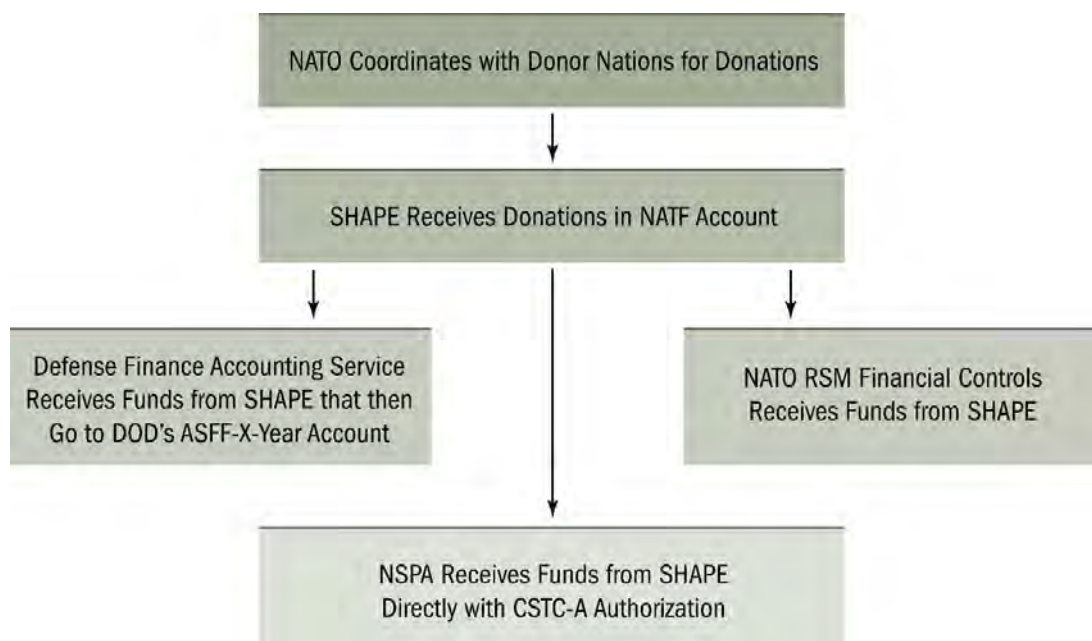 NATO Coordinates with Donor Nations for Donations
SHAPE Receives Donations in NATF Account
Defense Finance Accounting Service
Receives Funds from SHAPE that then
Go to DOD's ASFF-X-Year Account
NATO RSM Financial Controls
Receives Funds from SHAPE
NSPA Receives Funds from SHAPE
Directly with CSTC-A Authorization